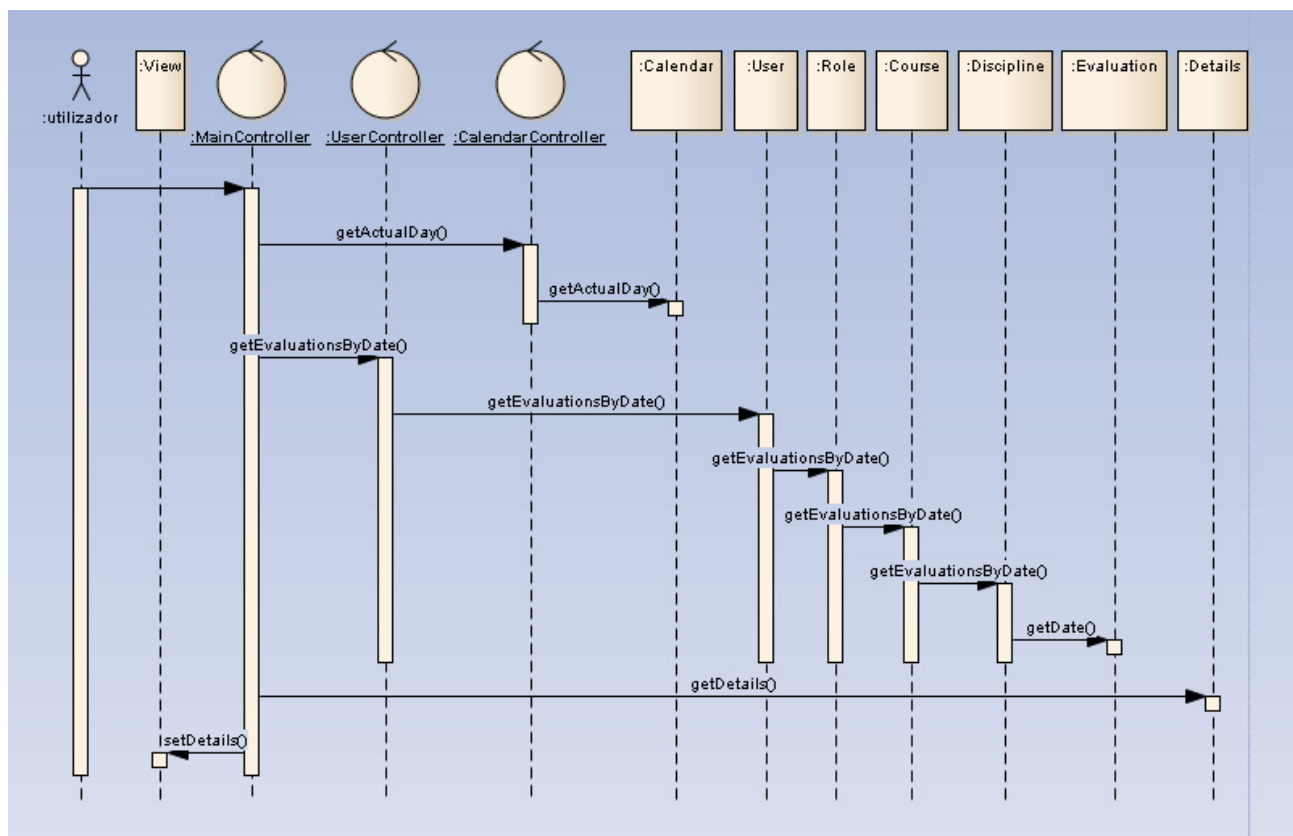 :utilizador
:View
:MainController
:UserController
:CalendarController
:Calendar
:User
:Role
:Course
:Discipline
:Evaluation
:Details
getActualDay()
getActualDay()
getEvaluationsByDate()
getEvaluationsByDate()
getEvaluationsByDate()
getEvaluationsByDate()
getEvaluationsByDate()
getDate()
getDetails()
setDetails()